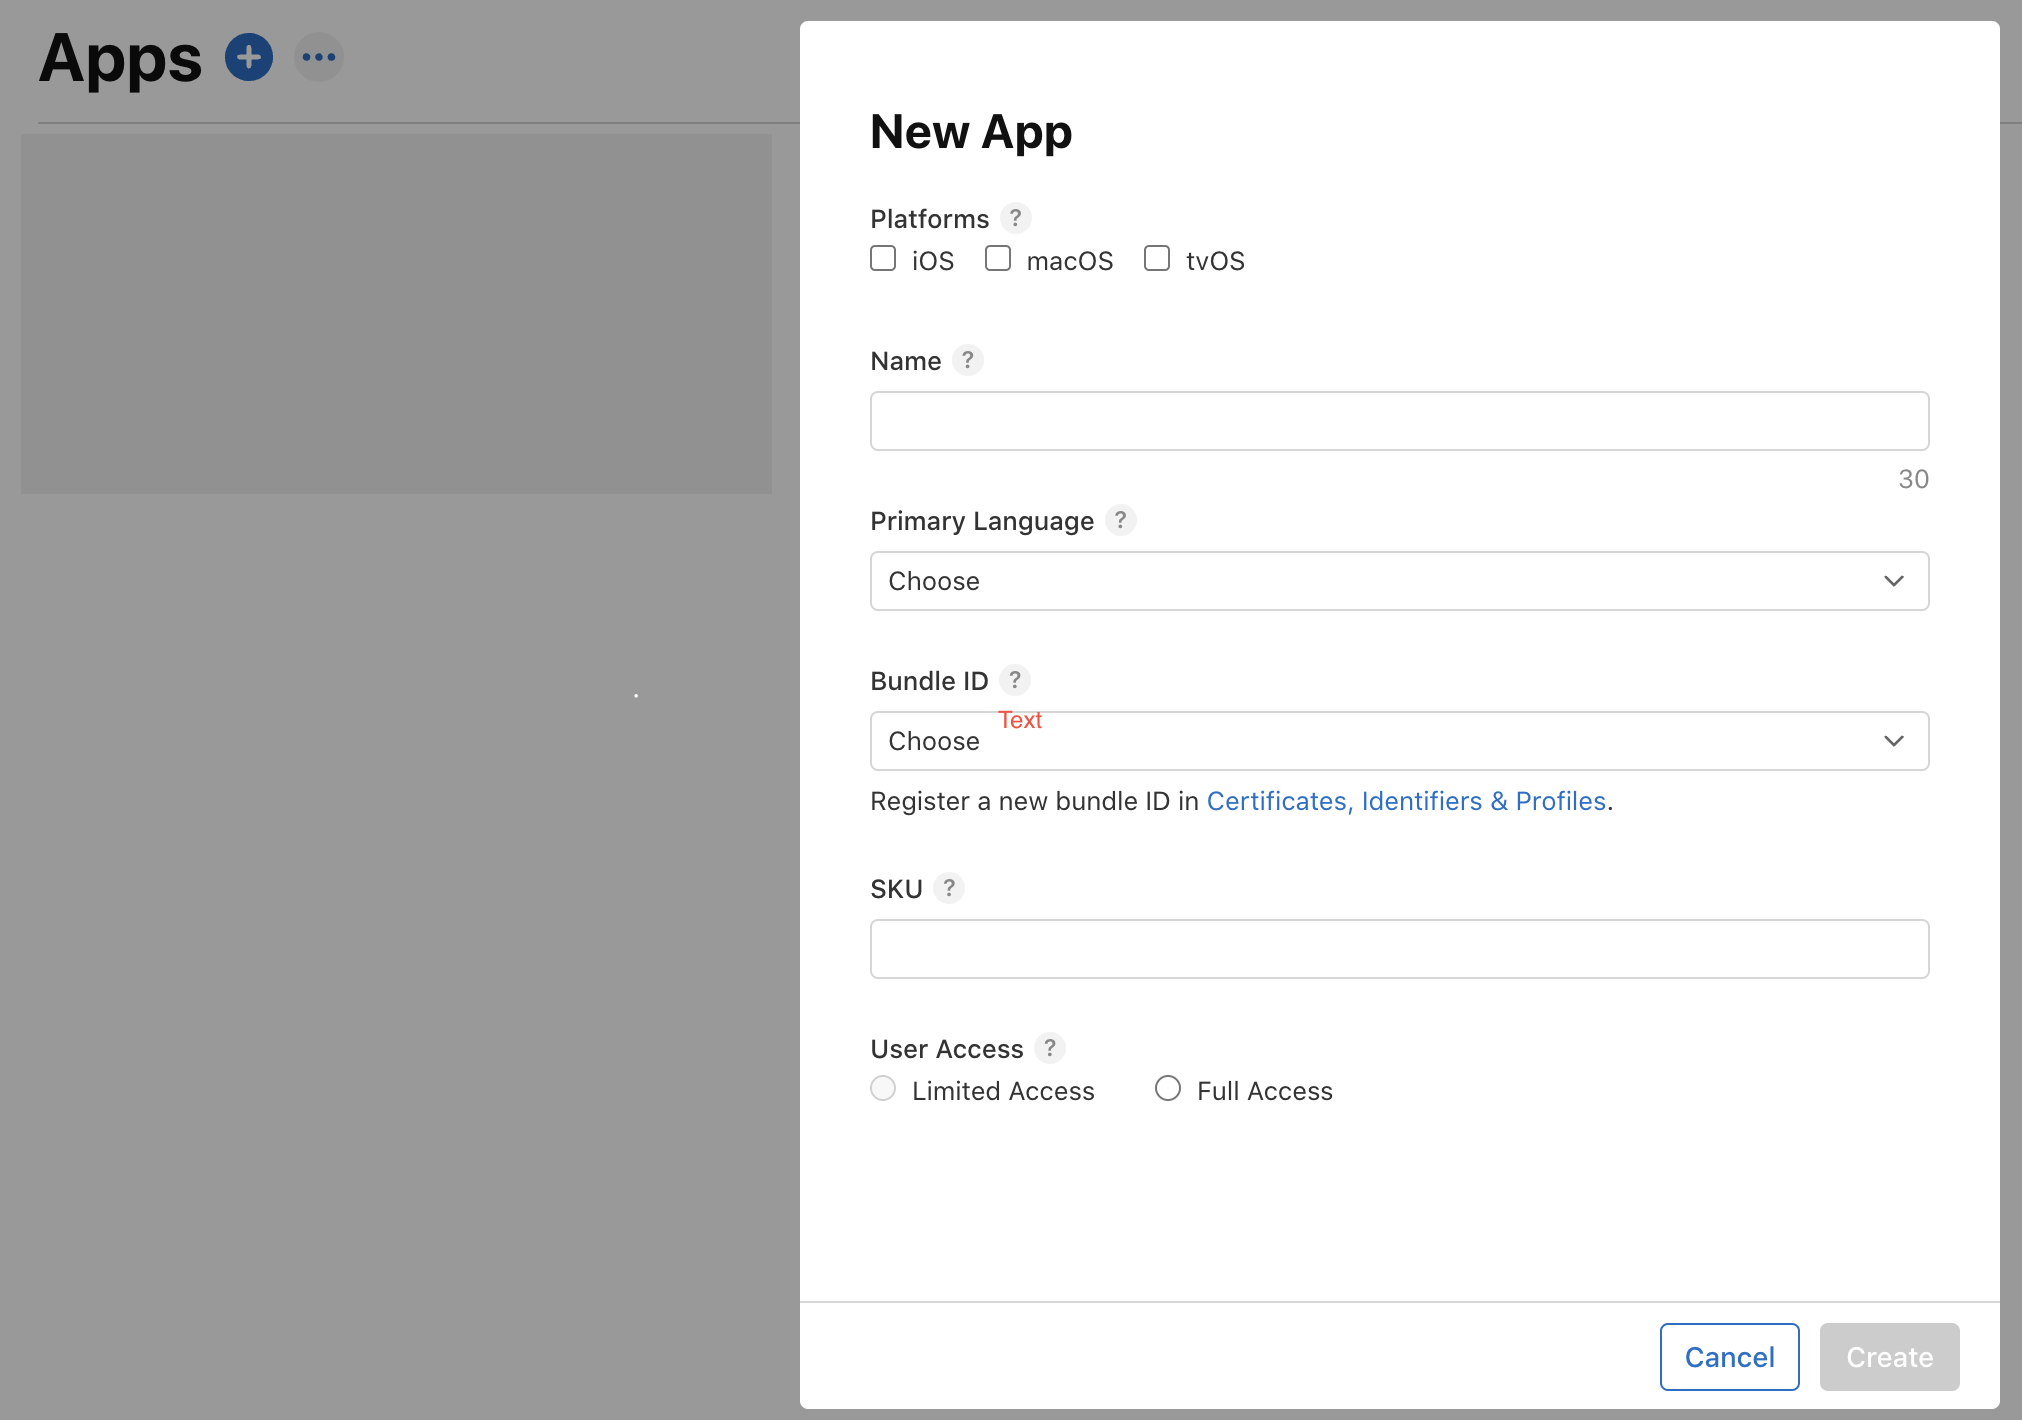 Apps
New App
Platforms ?
iOS macOS tvOS
Name ?
30
Primary Language ?
Choose
Bundle ID ?
Text
Choose
Register a new bundle ID in Certificates, Identifiers & Profiles.
SKU ?
User Access ?
Limited Access Full Access
Cancel Create